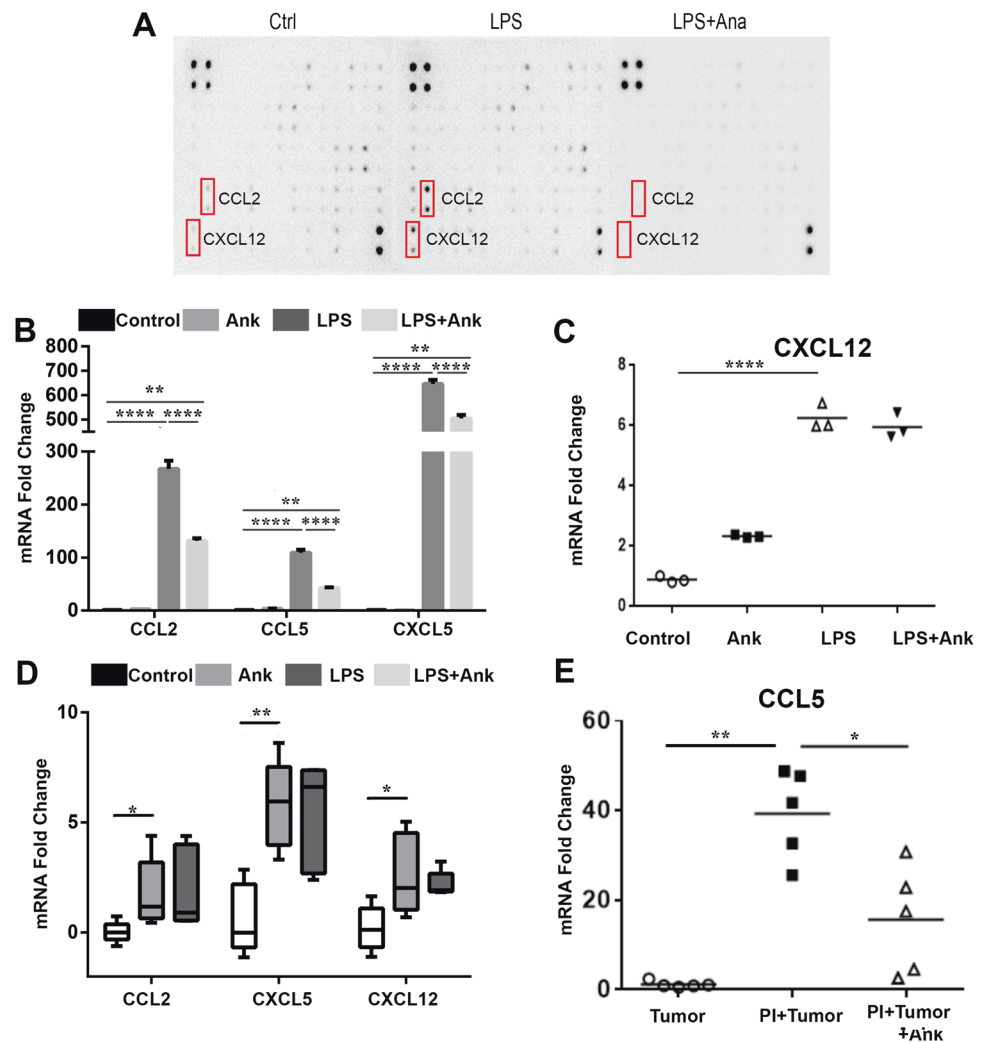 A
Ctrl LPS LPS+Ana
CCL2 CCL2 CCL2
CXCL12 CXCL12 CXCL12
B
Control Ank LPS LPS+Ank
mRNA Fold Change
800
700
600
500
300
200
100
0
** **** ****
** **** ****
** **** ****
CCL2 CCL5 CXCL5
C
CXCL12
mRNA Fold Change
8
6
4
2
0
****
Control Ank LPS LPS+Ank
D
Control Ank LPS LPS+Ank
mRNA Fold Change
10
5
0
* ** *
CCL2 CXCL5 CXCL12
E
CCL5
mRNA Fold Change
60
40
20
0
** *
Tumor PI+Tumor PI+Tumor
+Ank